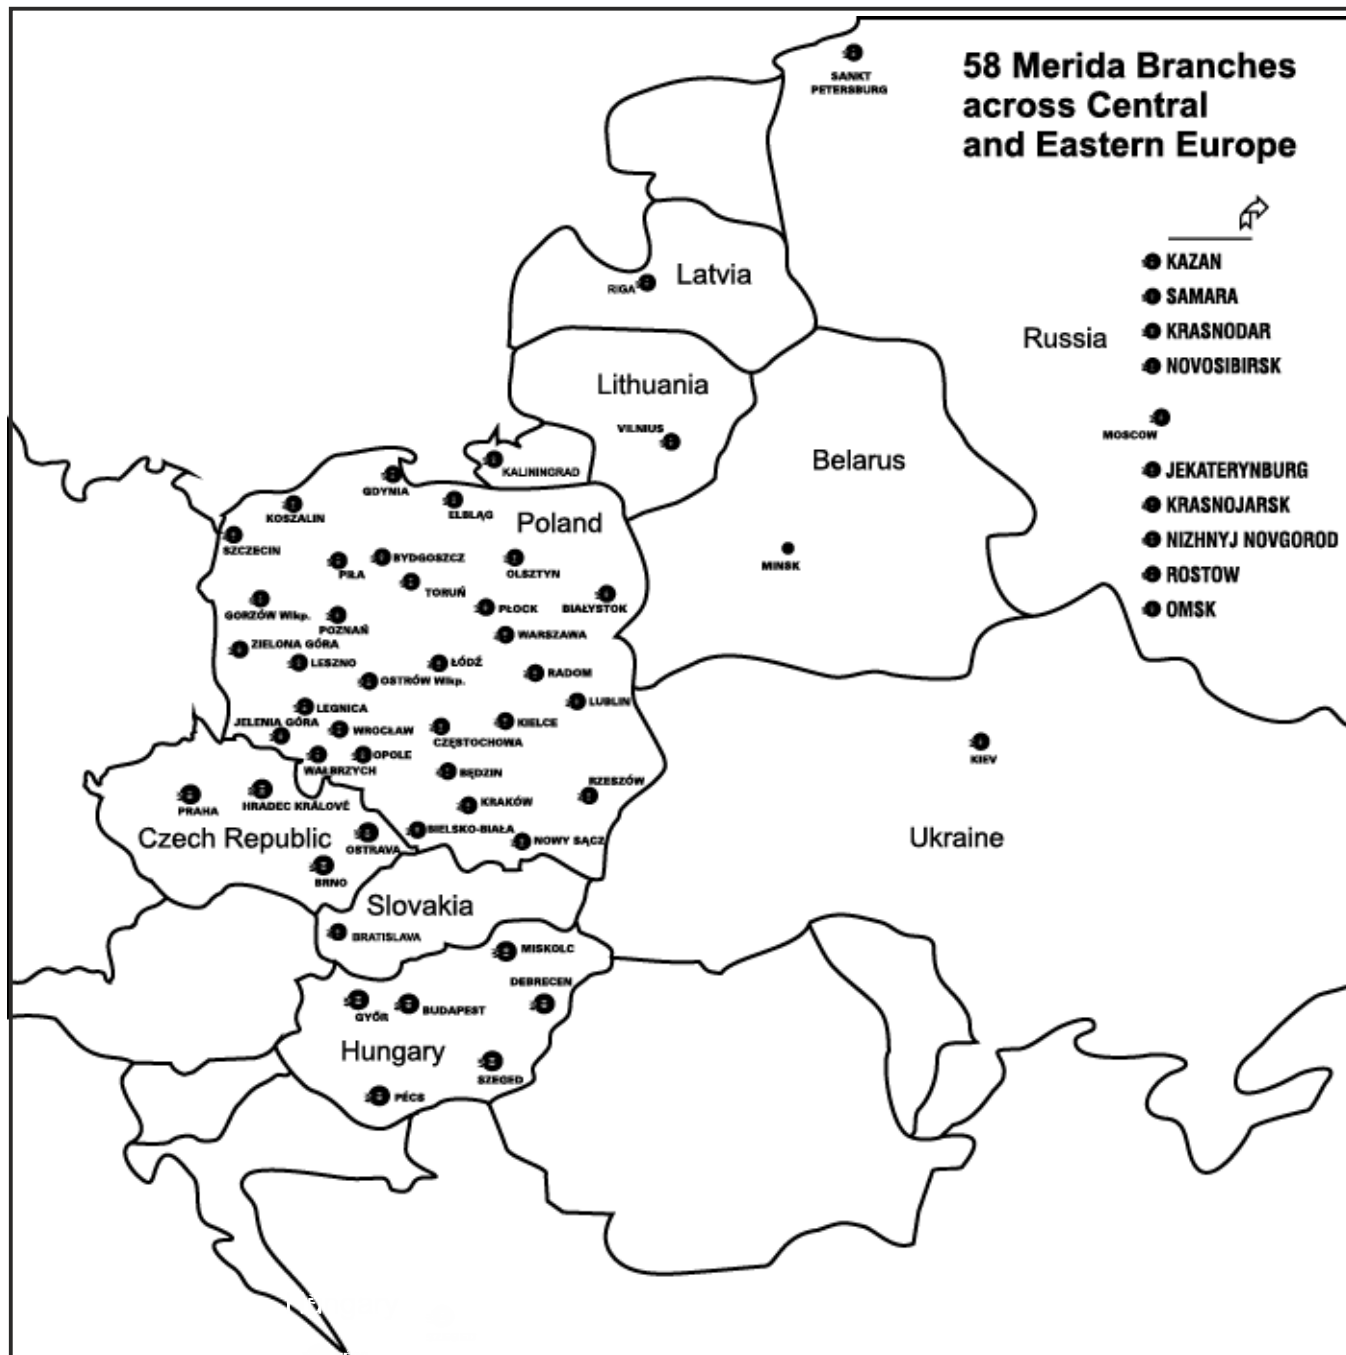 58 Merida Branches
across Central
and Eastern Europe
SANKT
PETERSBURG
KAZAN
SAMARA
KRASNODAR
NOVOSIBIRSK
Russia
MOSCOW
JEKATERYNBURG
KRASNOJARSK
NIZHNYJ NOVGOROD
ROSTOW
OMSK
Latvia
RIGA
Lithuania
VILNIUS
Belarus
MINSK
KALININGRAD
Poland
GDYNIA
ELBLĄG
KOSZALIN
SZCZECIN
PIŁA
BYDGOSZCZ
OLSZTYN
TORUŃ
PŁOCK
BIAŁYSTOK
GORZÓW Wlkp.
POZNAŃ
WARSZAWA
ZIELONA GÓRA
LESZNO
ŁÓDŹ
RADOM
OSTRÓW Wlkp.
LUBLIN
LEGNICA
JELENIA GÓRA
WROCŁAW
KIELCE
CZĘSTOCHOWA
OPOLE
WAŁBRZYCH
BĘDZIN
RZESZÓW
KRAKÓW
BIELSKO-BIAŁA
NOWY SĄCZ
PRAHA
HRADEC KRÁLOVÉ
Czech Republic
OSTRAVA
BRNO
KIEV
Ukraine
Slovakia
BRATISLAVA
MISKOLC
DEBRECEN
GYŐR
BUDAPEST
Hungary
SZEGED
PÉCS